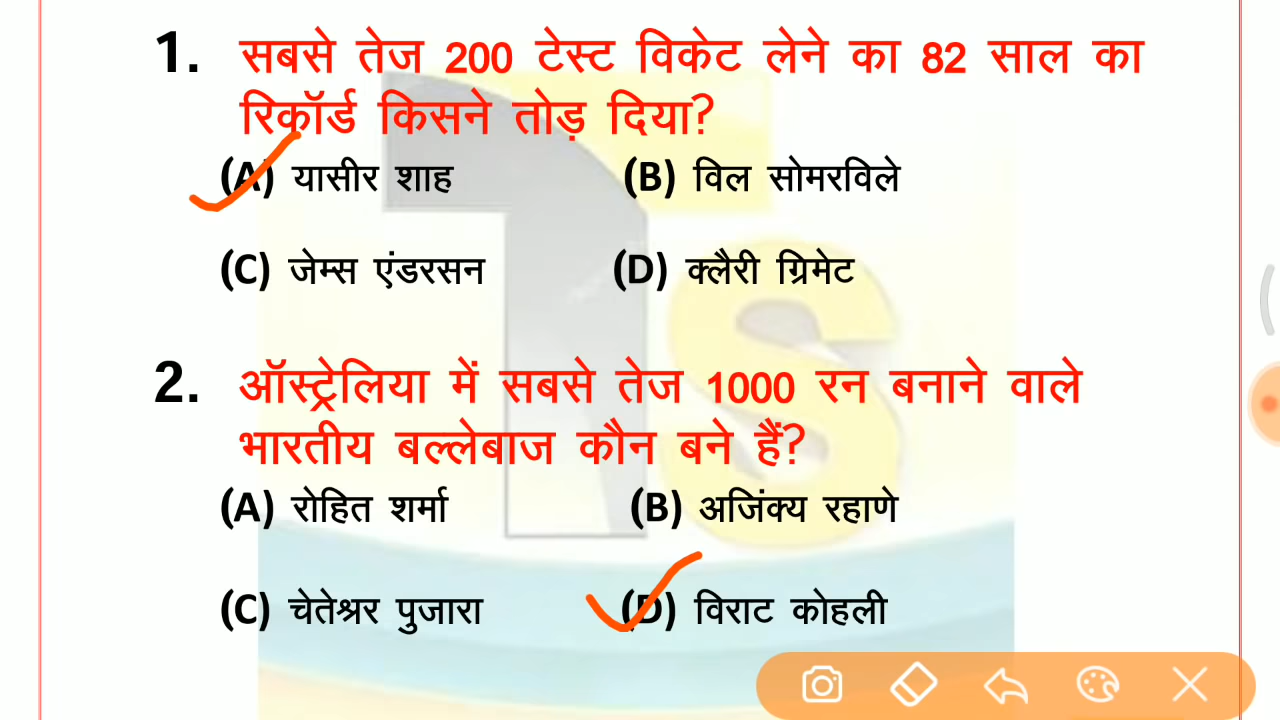 1. सबसे तेज 200 टेस्ट विकेट लेने का 82 साल का
रिकॉर्ड किसने तोड़ दिया?
(A) यासीर शाह (B) विल सोमरविले
(C) जेम्स एंडरसन (D) क्लैरी ग्रिमेट
2. ऑस्ट्रेलिया में सबसे तेज 1000 रन बनाने वाले
भारतीय बल्लेबाज कौन बने हैं?
(A) रोहित शर्मा (B) अजिंक्य रहाणे
(C) चेतेश्रर पुजारा (D) विराट कोहली